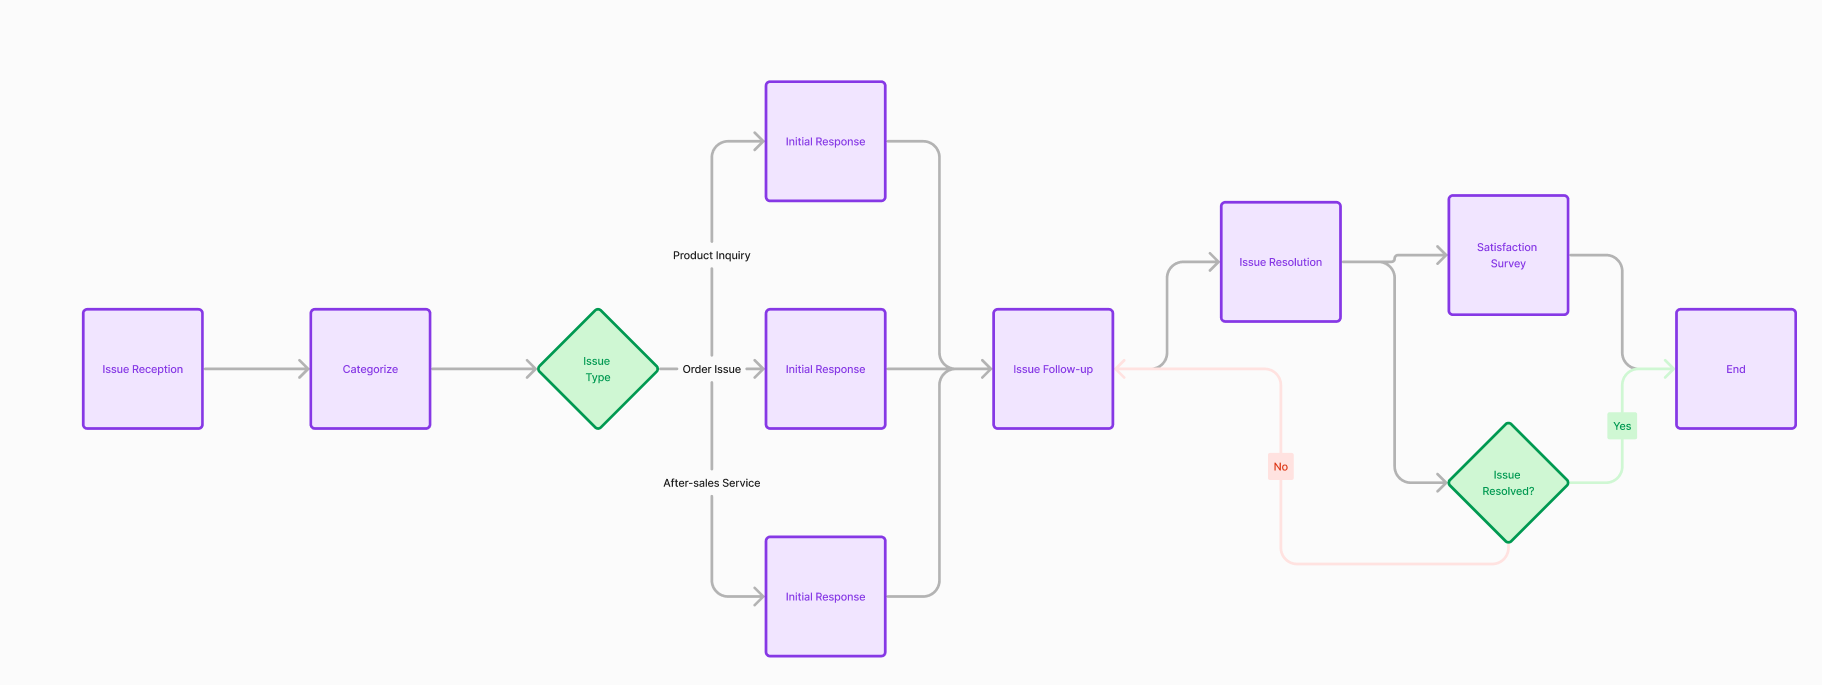 Issue Reception
Categorize
Issue
Type
Product Inquiry
Order Issue
After-sales Service
Initial Response
Initial Response
Initial Response
Issue Follow-up
Issue Resolution
Satisfaction
Survey
Issue
Resolved?
No
Yes
End